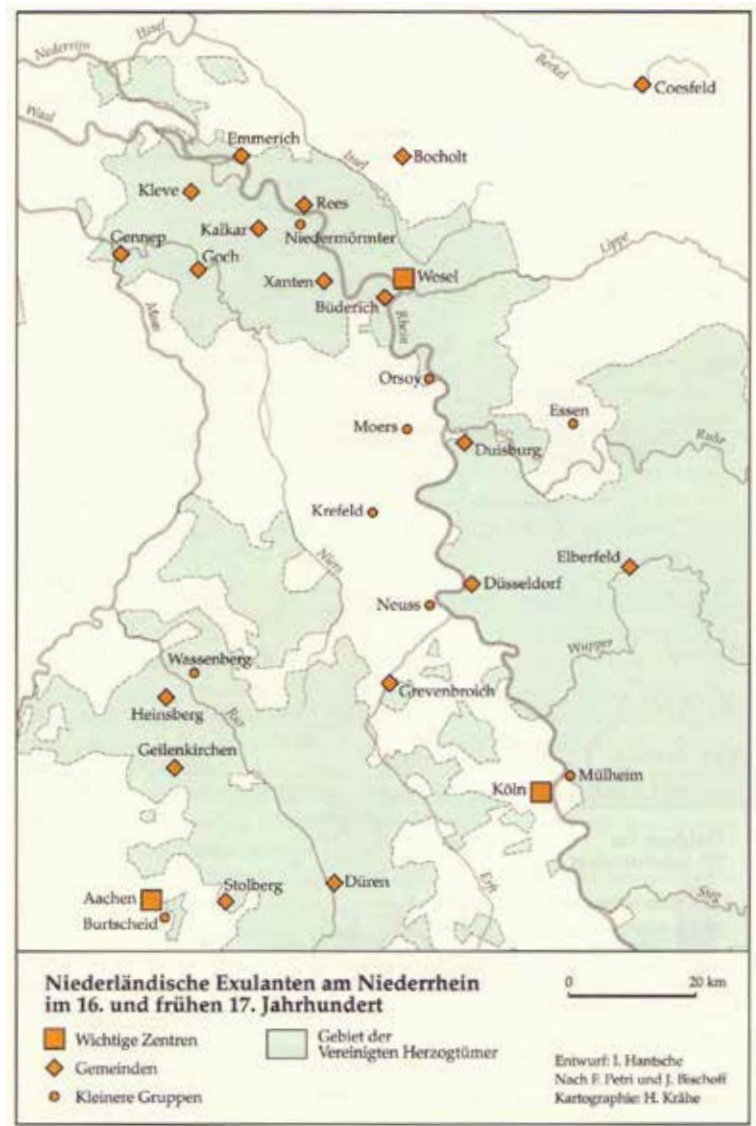 Nederrijn
IJssel
Berkel
Coesfeld
Waal
Emmerich
Issel
Bocholt
Kleve
Rees
Kalkar
Niedermörmter
Gennep
Goch
Lippe
Xanten
Wesel
Büderich
Maas
Rhein
Orsoy
Essen
Moers
Duisburg
Ruhr
Krefeld
Niers
Elberfeld
Düsseldorf
Neuss
Wupper
Wassenberg
Grevenbroich
Heinsberg
Rur
Geilenkirchen
Mülheim
Köln
Düren
Stolberg
Aachen
Erft
Sieg
Burtscheid
Niederländische Exulanten am Niederrhein
im 16. und frühen 17. Jahrhundert
0 20 km
Wichtige Zentren
Gemeinden
Kleinere Gruppen
Gebiet der
Vereinigten Herzogtümer
Entwurf: I. Hantsche
Nach F. Petri und J. Bischoff
Kartographie: H. Krähe